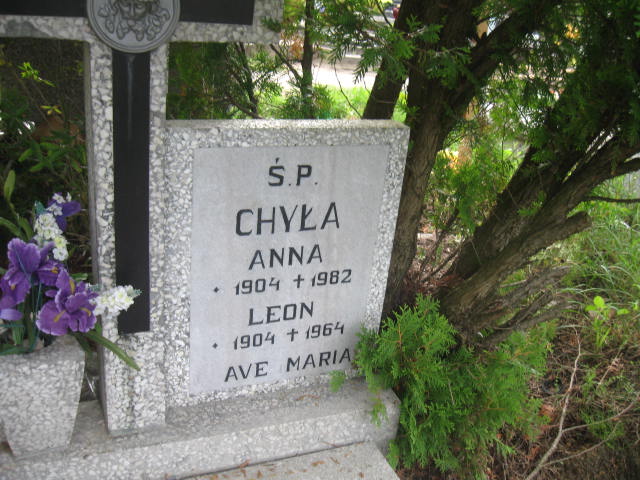 Ś.P.
CHYŁA
ANNA
* 1904 † 1982
LEON
* 1904 † 1964
AVE MARIA